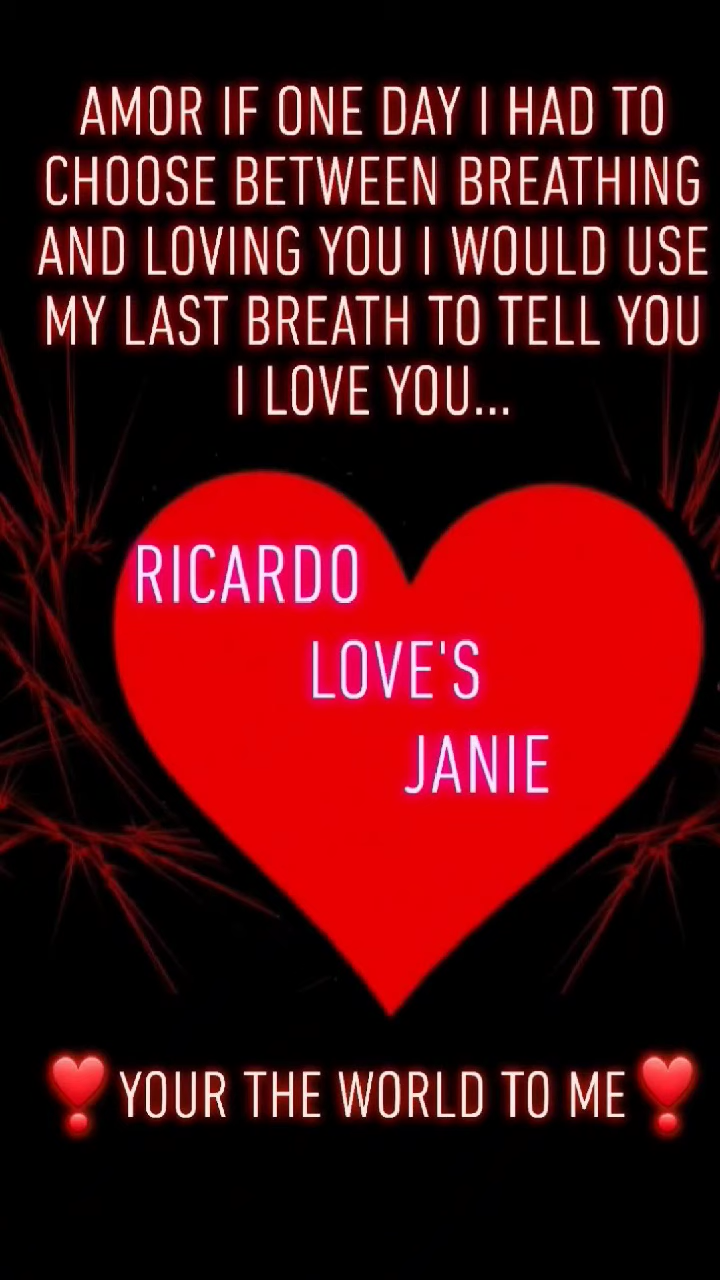 AMOR IF ONE DAY I HAD TO
CHOOSE BETWEEN BREATHING
AND LOVING YOU I WOULD USE
MY LAST BREATH TO TELL YOU
I LOVE YOU...
RICARDO
LOVE'S
JANIE
❣YOUR THE WORLD TO ME❣